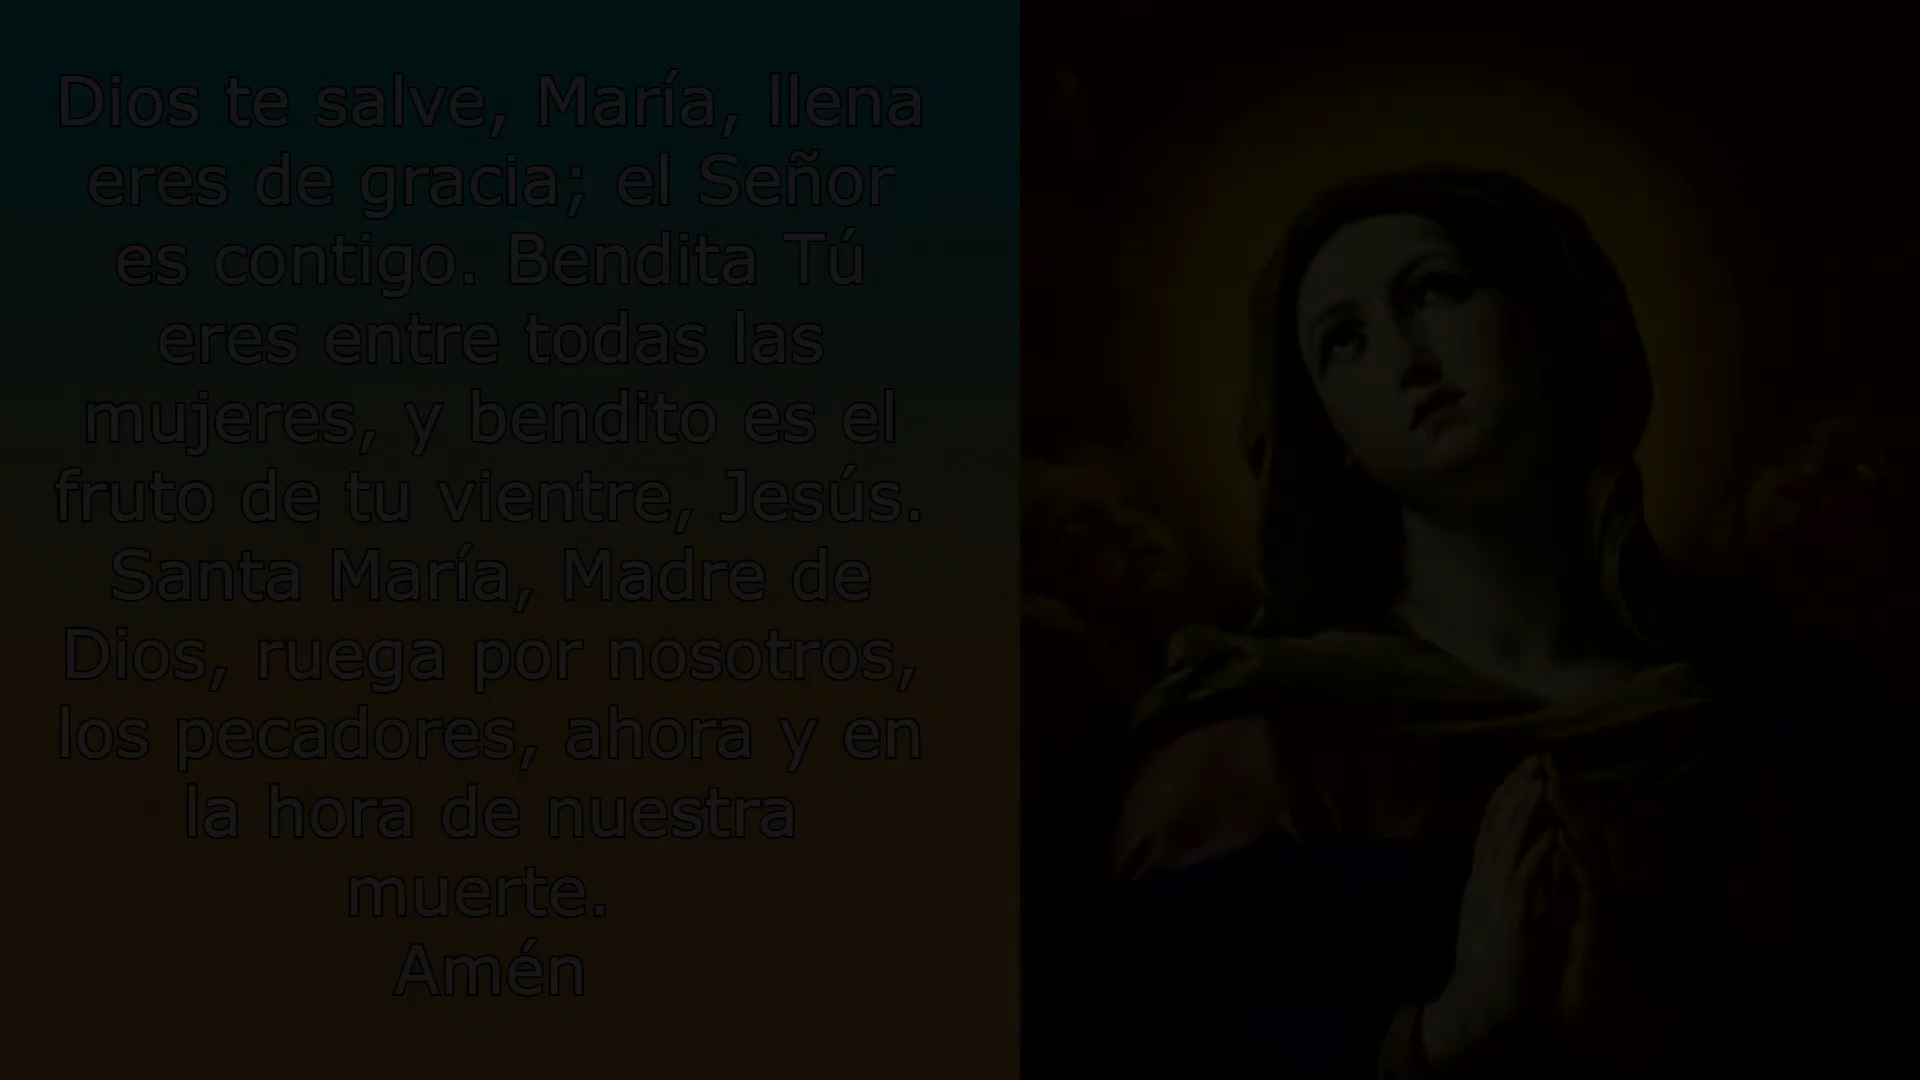 Dios te salve, María, llena
eres de gracia; el Señor
es contigo. Bendita Tú
eres entre todas las
mujeres, y bendito es el
fruto de tu vientre, Jesús.
Santa María, Madre de
Dios, ruega por nosotros,
los pecadores, ahora y en
la hora de nuestra
muerte.
Amén